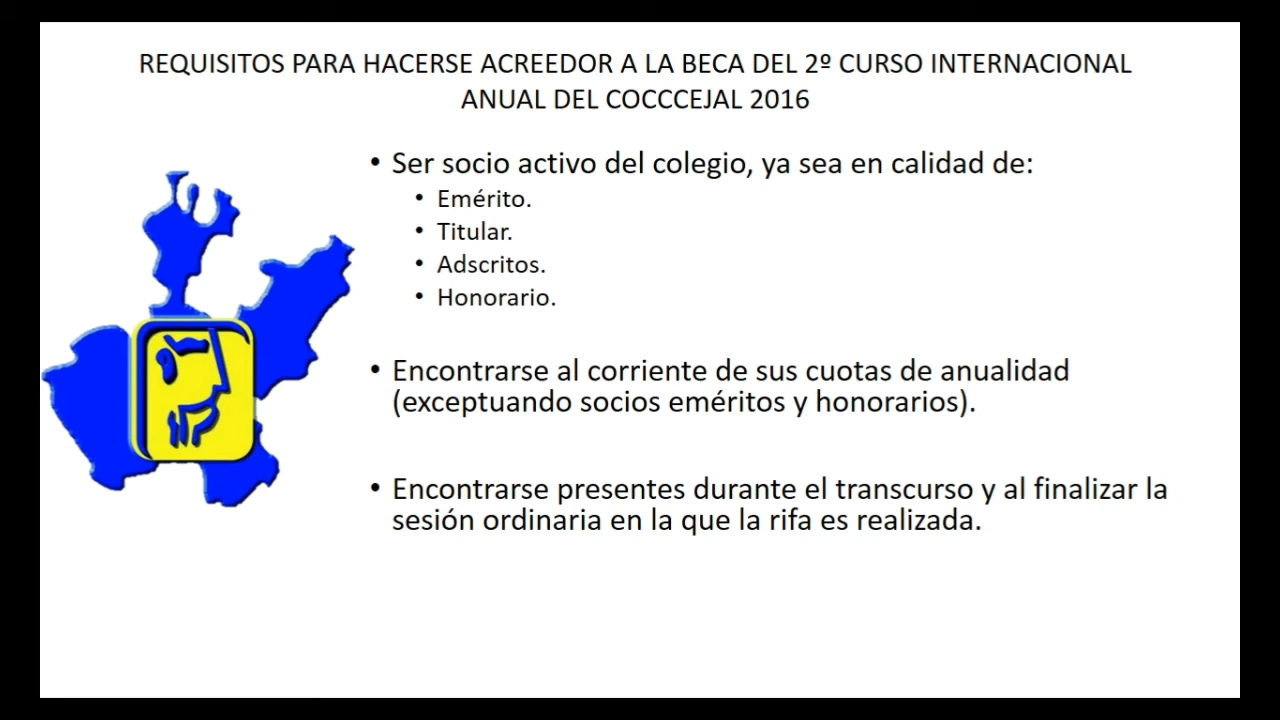 REQUISITOS PARA HACERSE ACREEDOR A LA BECA DEL 2º CURSO INTERNACIONAL
ANUAL DEL COCCCEJAL 2016
• Ser socio activo del colegio, ya sea en calidad de:
• Emérito.
• Titular.
• Adscritos.
• Honorario.
• Encontrarse al corriente de sus cuotas de anualidad
(exceptuando socios eméritos y honorarios).
• Encontrarse presentes durante el transcurso y al finalizar la
sesión ordinaria en la que la rifa es realizada.